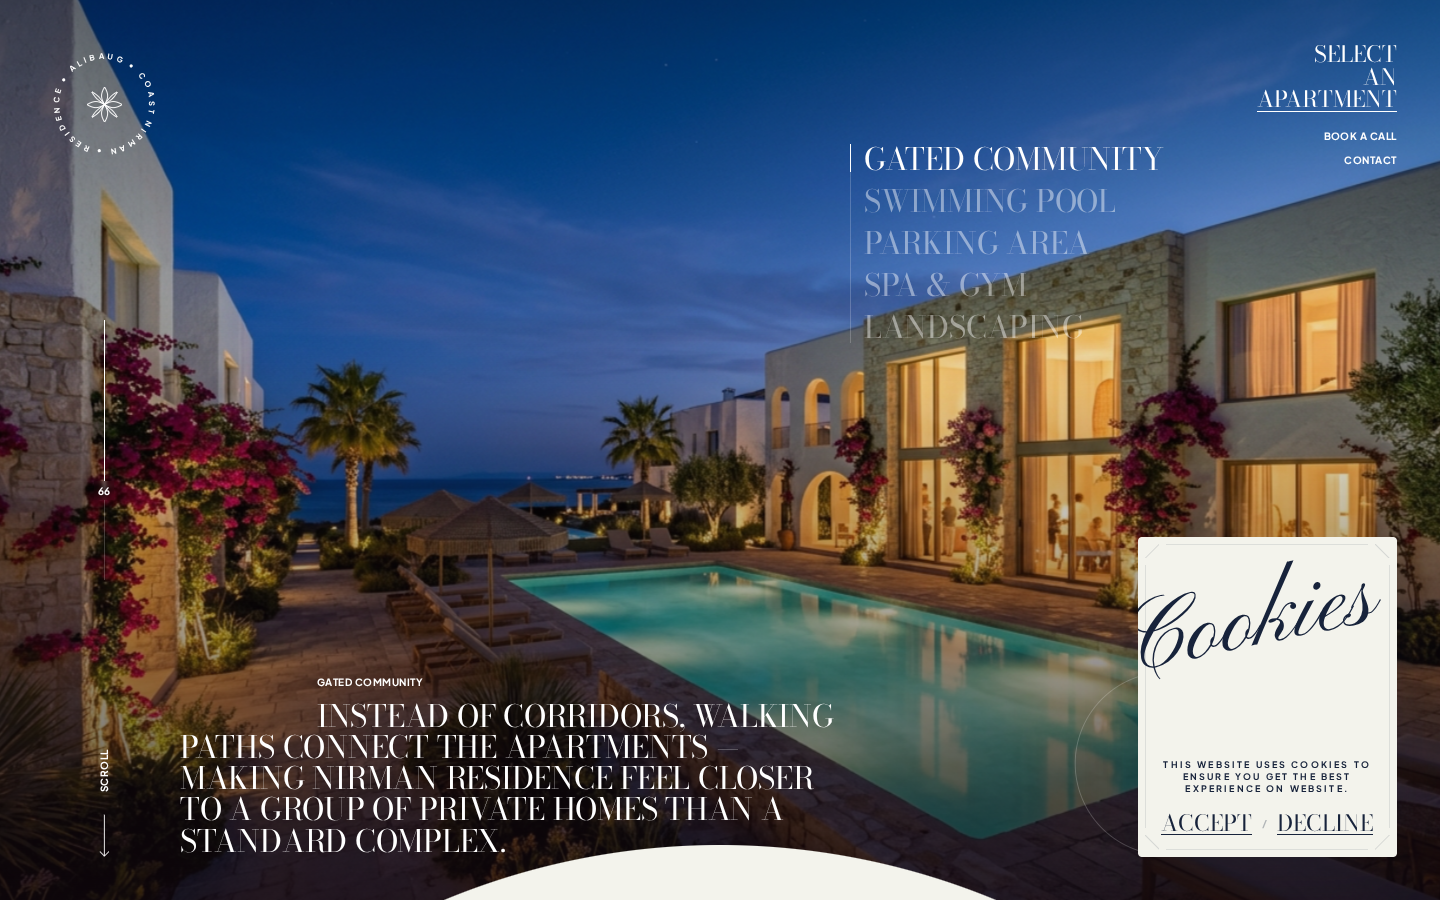 ALIBAUG • COAST NIRMAN • RESIDENCE •
SELECT
AN
APARTMENT
BOOK A CALL
CONTACT
GATED COMMUNITY
SWIMMING POOL
PARKING AREA
SPA & GYM
LANDSCAPING
66
SCROLL
GATED COMMUNITY
INSTEAD OF CORRIDORS, WALKING
PATHS CONNECT THE APARTMENTS —
MAKING NIRMAN RESIDENCE FEEL CLOSER
TO A GROUP OF PRIVATE HOMES THAN A
STANDARD COMPLEX.
Cookies
THIS WEBSITE USES COOKIES TO
ENSURE YOU GET THE BEST
EXPERIENCE ON WEBSITE.
ACCEPT / DECLINE